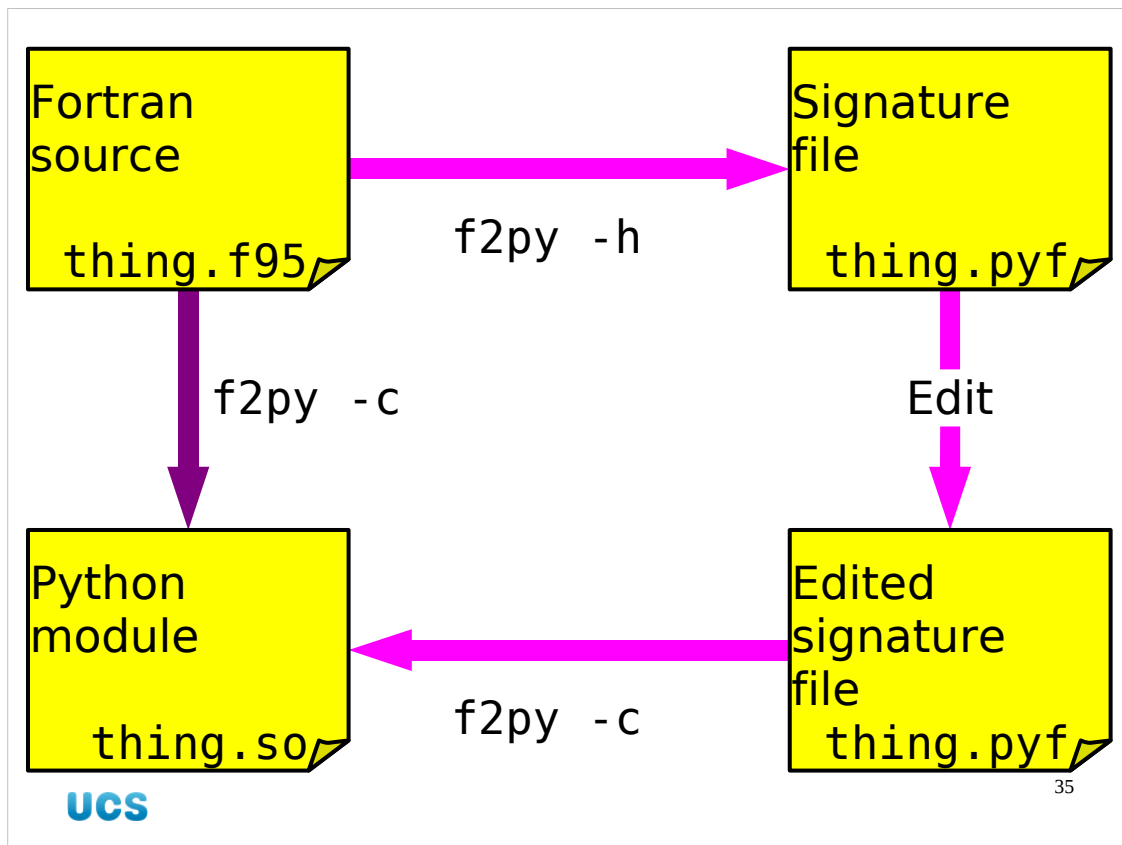 Fortran
source
thing.f95
f2py -h
Signature
file
thing.pyf
f2py -c
Edit
Python
module
thing.so
f2py -c
Edited
signature
file
thing.pyf
UCS
35